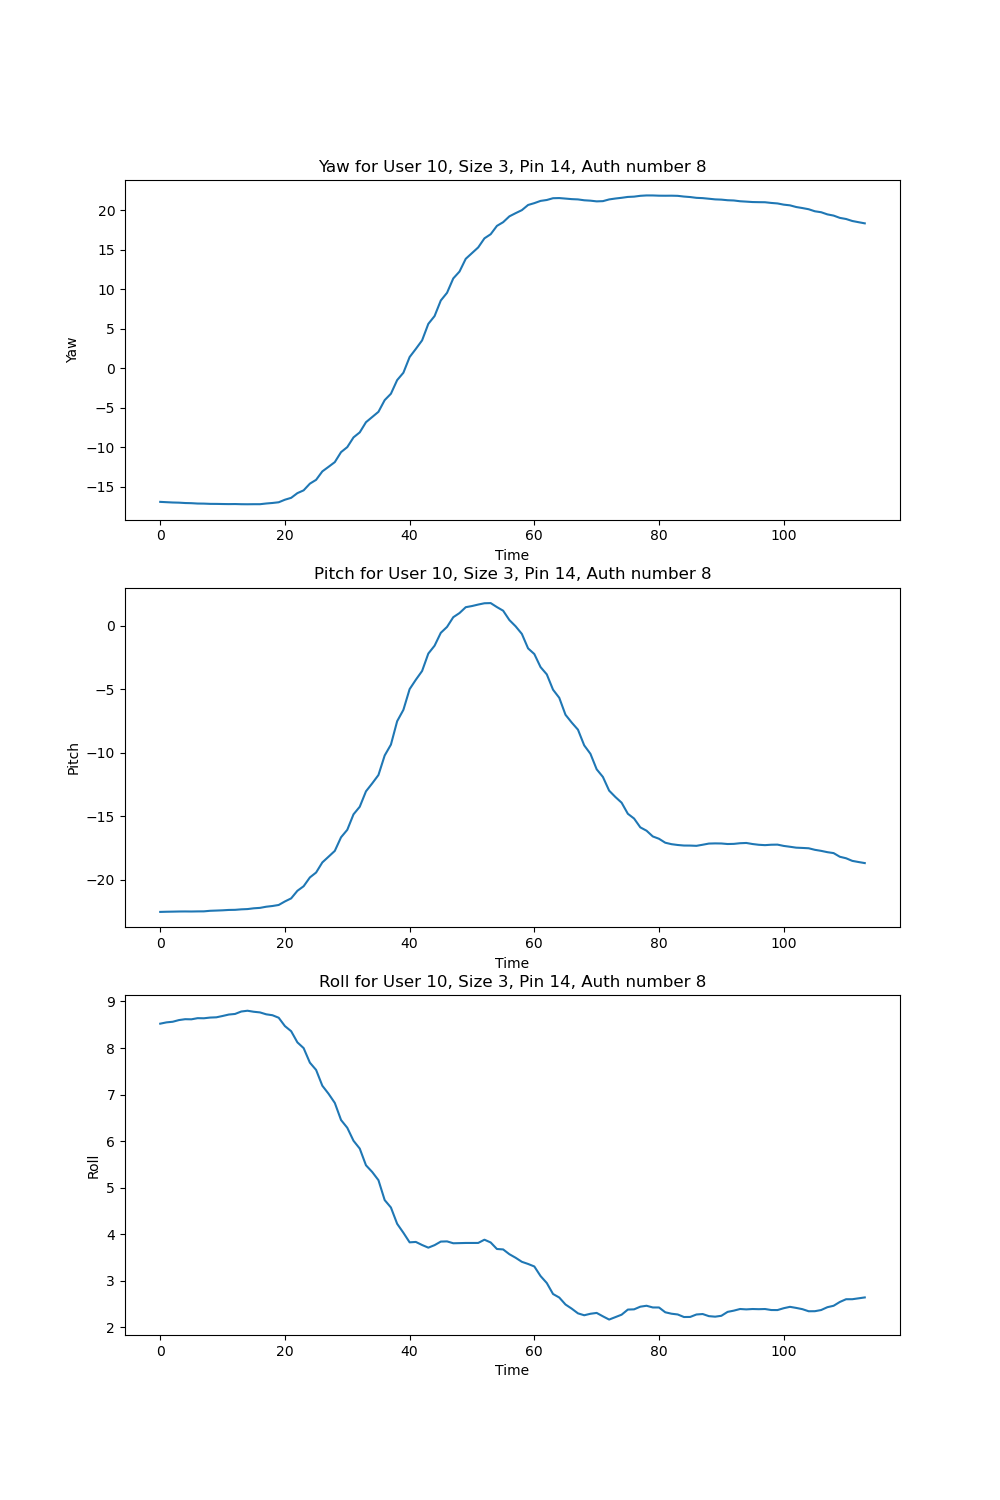 Yaw for User 10, Size 3, Pin 14, Auth number 8
20
15
10
5
0
−5
−10
−15
Yaw
0 20 40 60 80 100
Time
Pitch for User 10, Size 3, Pin 14, Auth number 8
0
−5
−10
−15
−20
Pitch
0 20 40 60 80 100
Time
Roll for User 10, Size 3, Pin 14, Auth number 8
9
8
7
6
5
4
3
2
Roll
0 20 40 60 80 100
Time